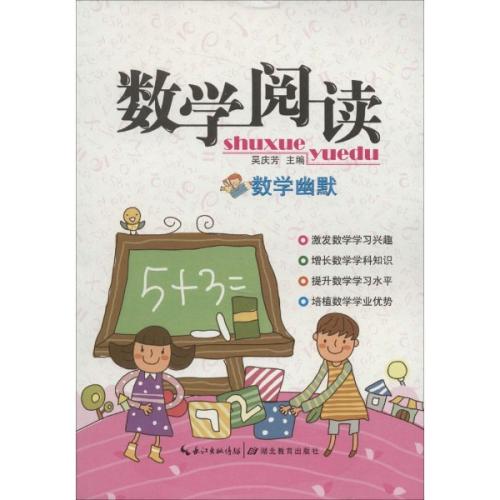 数学阅读
shuxue
yuedu
吴庆芳 主编
数学幽默
激发数学学习兴趣
增长数学学科知识
提升数学学习水平
培植数学学业优势
5+3=
7 2
长江出版传媒 湖北教育出版社